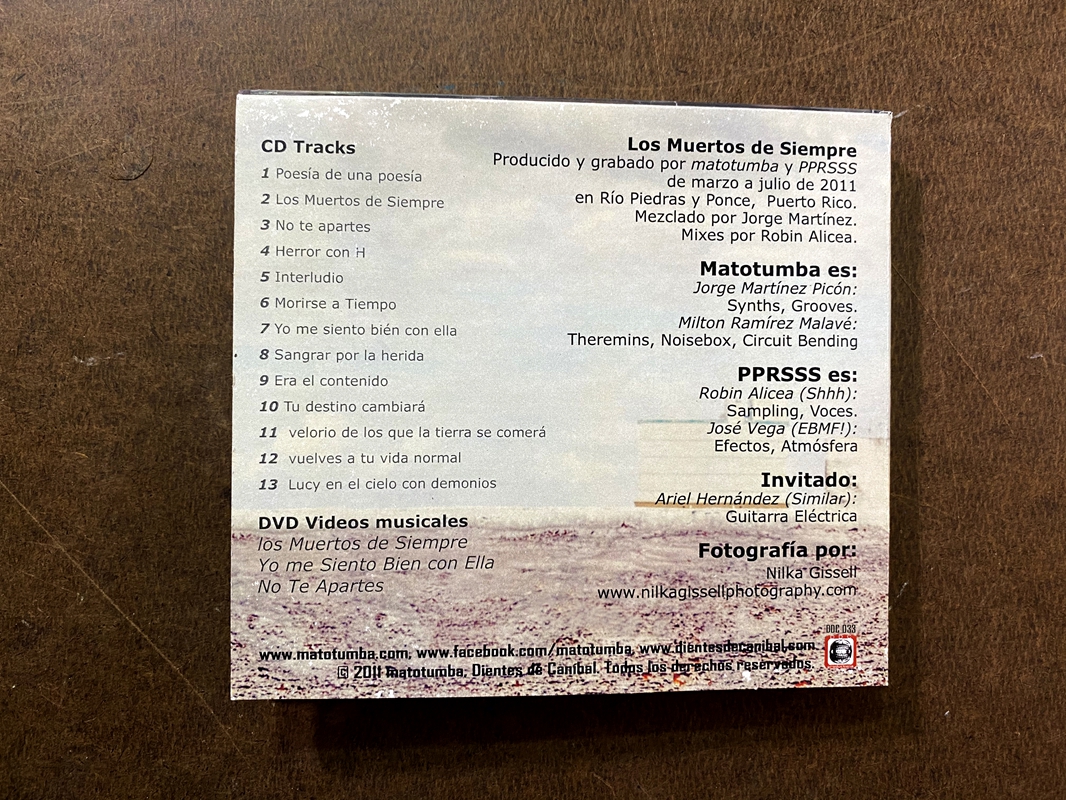 CD Tracks
1 Poesía de una poesía
2 Los Muertos de Siempre
3 No te apartes
4 Herror con H
5 Interludio
6 Morirse a Tiempo
7 Yo me siento bién con ella
8 Sangrar por la herida
9 Era el contenido
10 Tu destino cambiará
11 velorio de los que la tierra se comerá
12 vuelves a tu vida normal
13 Lucy en el cielo con demonios
DVD Videos musicales
los Muertos de Siempre
Yo me Siento Bien con Ella
No Te Apartes
Los Muertos de Siempre
Producido y grabado por matotumba y PPRSSS
de marzo a julio de 2011
en Río Piedras y Ponce, Puerto Rico.
Mezclado por Jorge Martínez.
Mixes por Robin Alicea.
Matotumba es:
Jorge Martínez Picón:
Synths, Grooves.
Milton Ramírez Malavé:
Theremins, Noisebox, Circuit Bending
PPRSSS es:
Robin Alicea (Shhh):
Sampling, Voces.
José Vega (EBMF!):
Efectos, Atmósfera
Invitado:
Ariel Hernández (Similar):
Guitarra Eléctrica
Fotografía por:
Nilka Gissell
www.nilkagissellphotography.com
DDC 033
www.matotumba.com, www.facebook.com/matotumba, www.dientesdecanibal.com
© 2011 matotumba, Dientes de Caníbal. Todos los derechos reservados.